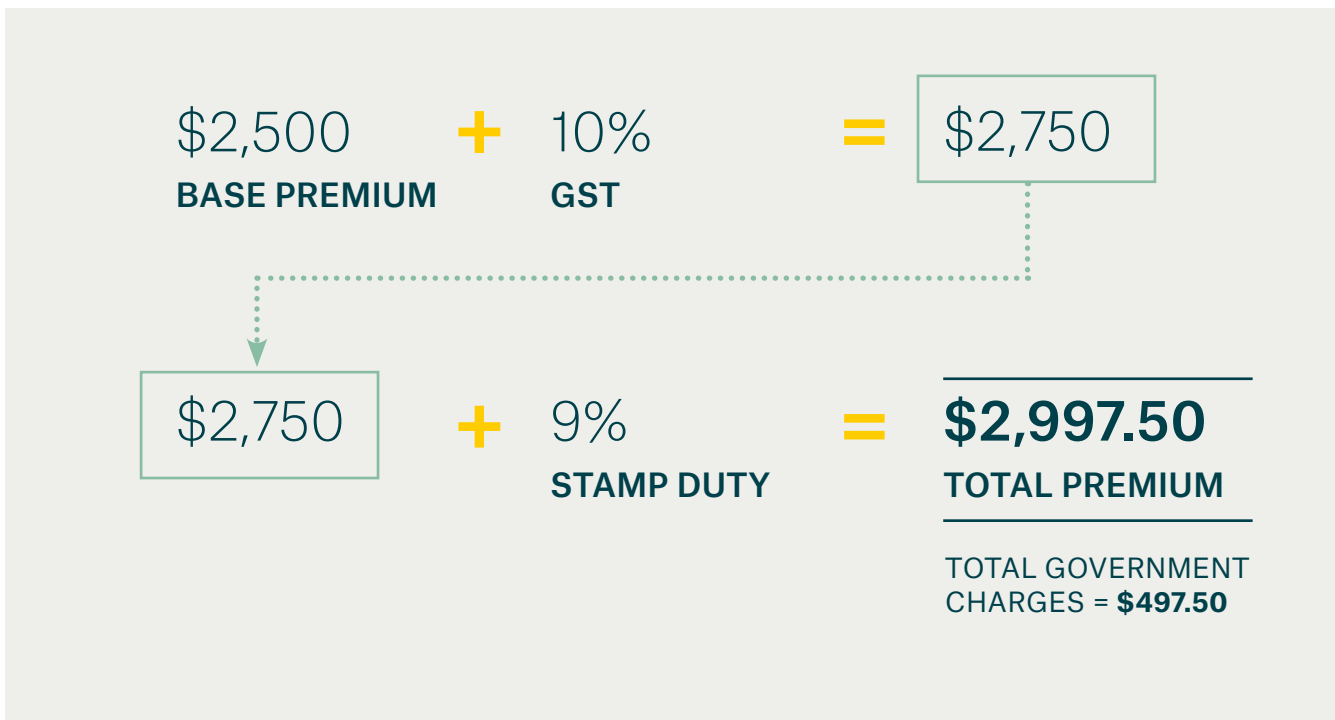 $2,500 + 10% = $2,750
BASE PREMIUM GST
$2,750 + 9% = $2,997.50
STAMP DUTY TOTAL PREMIUM
TOTAL GOVERNMENT
CHARGES = $497.50